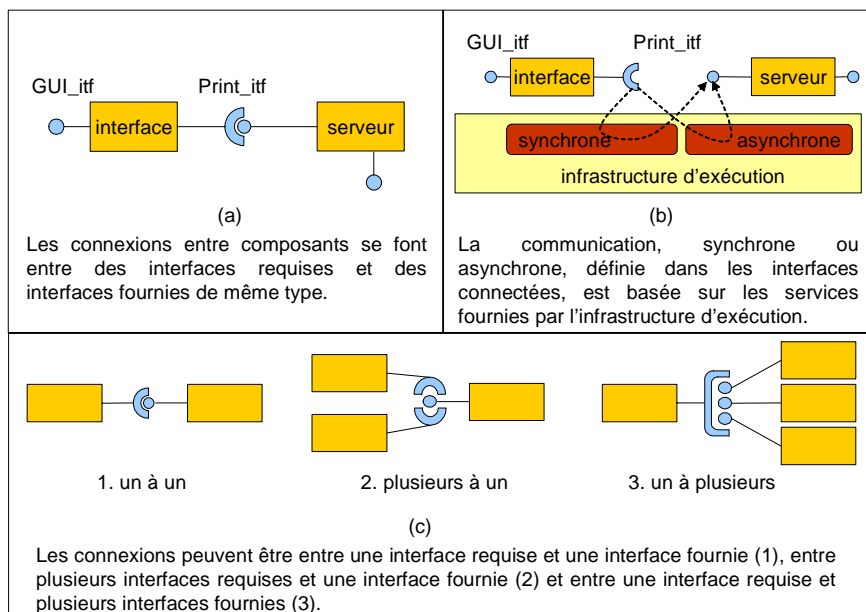 GUI_itf
Print_itf
interface
serveur
(a)
Les connexions entre composants se font
entre des interfaces requises et des
interfaces fournies de même type.
GUI_itf
Print_itf
interface
serveur
synchrone
asynchrone
infrastructure d'exécution
(b)
La communication, synchrone ou
asynchrone, définie dans les interfaces
connectées, est basée sur les services
fournies par l'infrastructure d'exécution.
1. un à un
2. plusieurs à un
3. un à plusieurs
(c)
Les connexions peuvent être entre une interface requise et une interface fournie (1), entre
plusieurs interfaces requises et une interface fournie (2) et entre une interface requise et
plusieurs interfaces fournies (3).